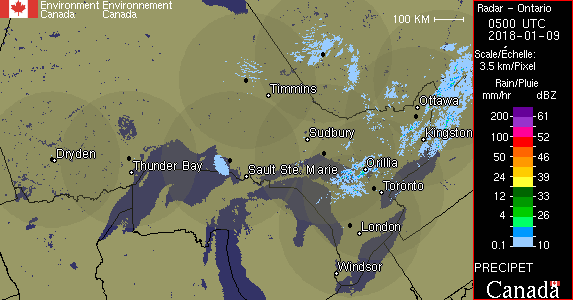 Environment Environnement
Canada Canada
100 KM
Timmins
Ottawa
Sudbury
Kingston
Dryden
Thunder Bay
Sault Ste. Marie
Orillia
Toronto
London
Windsor
Radar - Ontario
0500 UTC
2018-01-09
Scale/Échelle:
3.5 km/Pixel
Rain/Pluie
mm/hr dBZ
200 61
100 52
50 46
24 39
12 33
4 26
0.1 10
PRECIPET
Canada